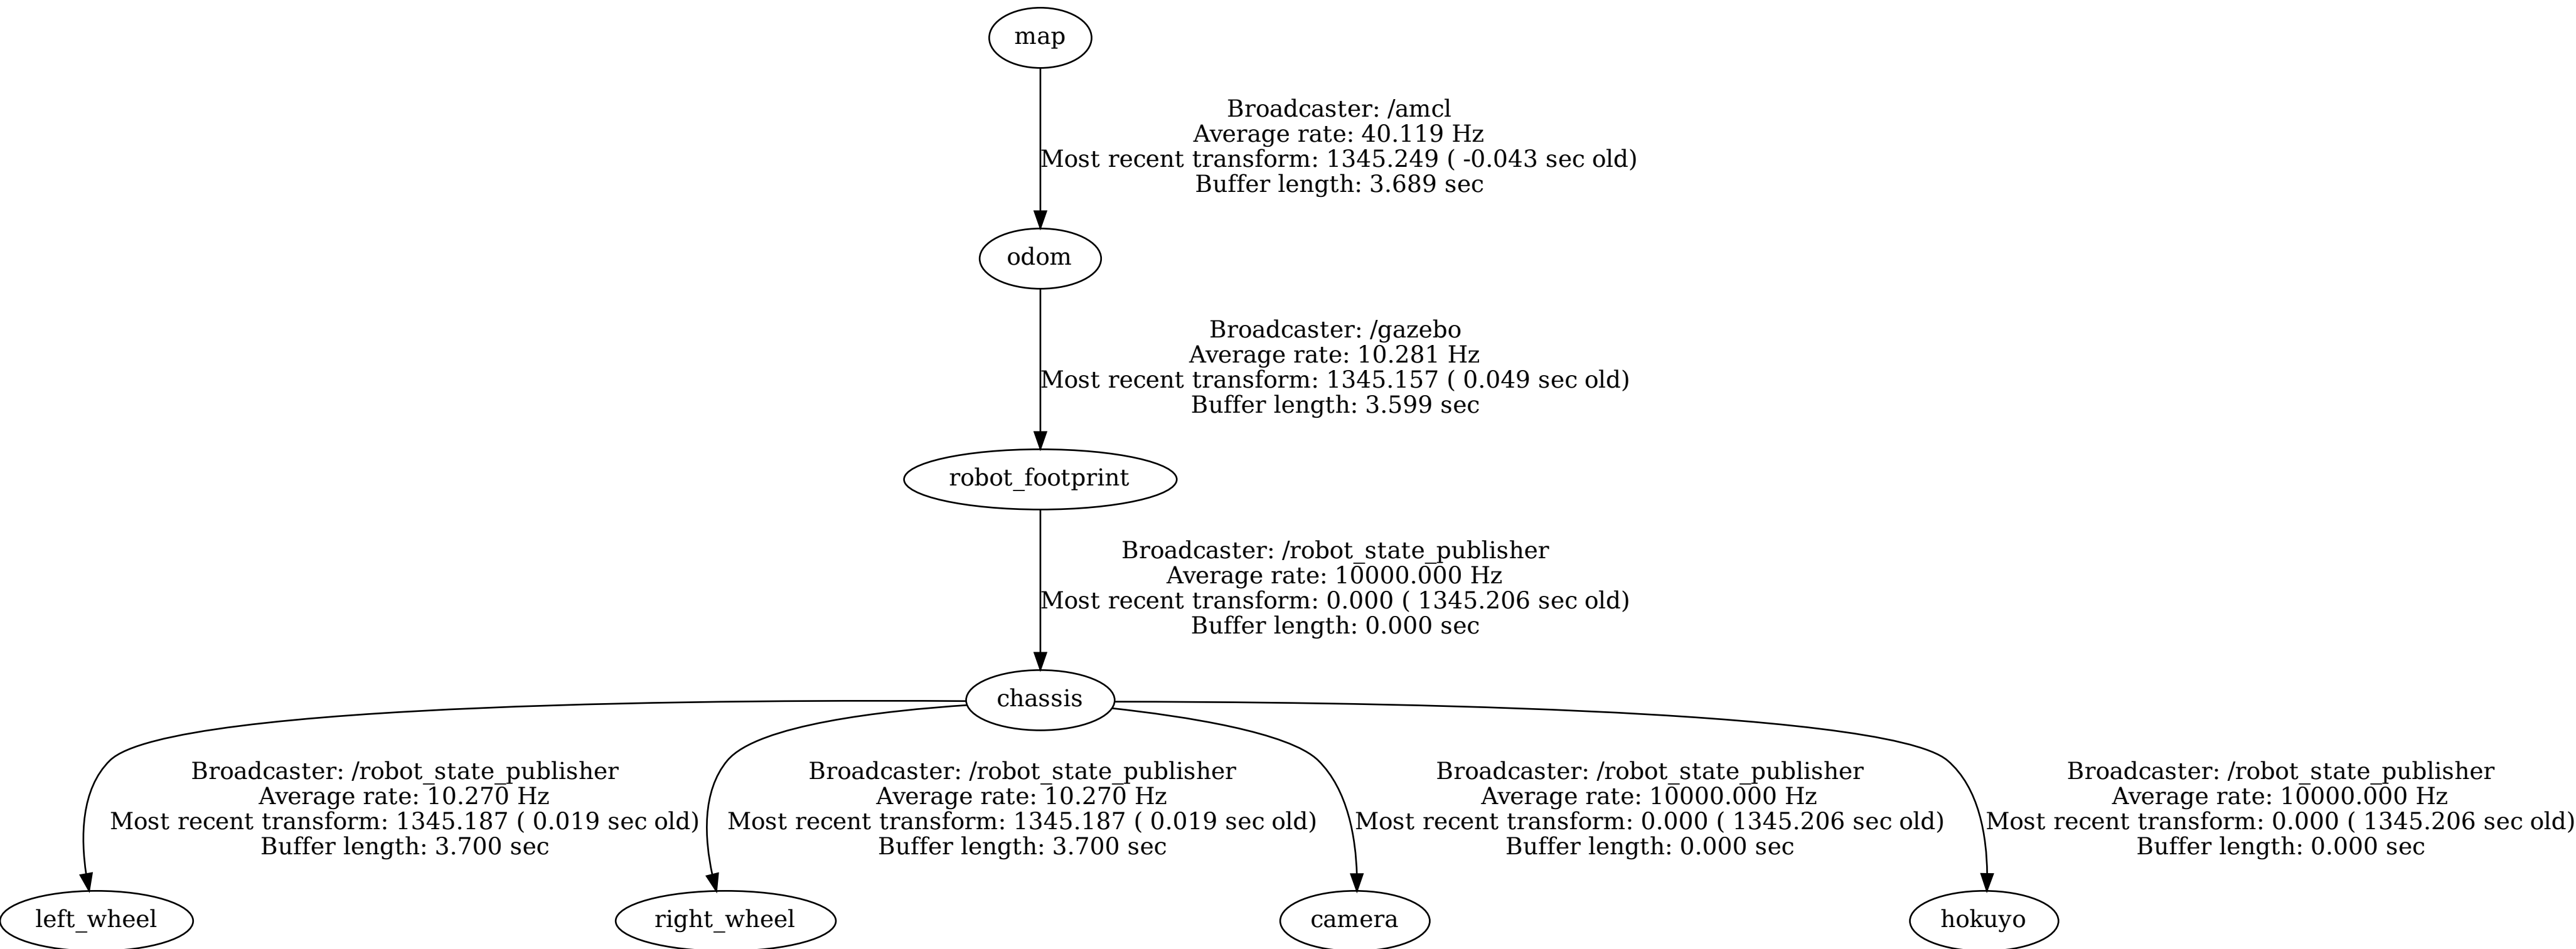 map
Broadcaster: /amcl
Average rate: 40.119 Hz
Most recent transform: 1345.249 ( -0.043 sec old)
Buffer length: 3.689 sec
odom
Broadcaster: /gazebo
Average rate: 10.281 Hz
Most recent transform: 1345.157 ( 0.049 sec old)
Buffer length: 3.599 sec
robot_footprint
Broadcaster: /robot_state_publisher
Average rate: 10000.000 Hz
Most recent transform: 0.000 ( 1345.206 sec old)
Buffer length: 0.000 sec
chassis
Broadcaster: /robot_state_publisher
Average rate: 10.270 Hz
Most recent transform: 1345.187 ( 0.019 sec old)
Buffer length: 3.700 sec
Broadcaster: /robot_state_publisher
Average rate: 10.270 Hz
Most recent transform: 1345.187 ( 0.019 sec old)
Buffer length: 3.700 sec
Broadcaster: /robot_state_publisher
Average rate: 10000.000 Hz
Most recent transform: 0.000 ( 1345.206 sec old)
Buffer length: 0.000 sec
Broadcaster: /robot_state_publisher
Average rate: 10000.000 Hz
Most recent transform: 0.000 ( 1345.206 sec old)
Buffer length: 0.000 sec
left_wheel
right_wheel
camera
hokuyo